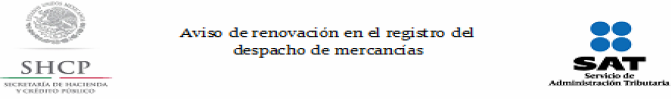 Aviso de renovación en el registro del
despacho de mercancías
SHCP
SECRETARÍA DE HACIENDA
Y CRÉDITO PÚBLICO
SAT
Servicio de
Administración Tributaria